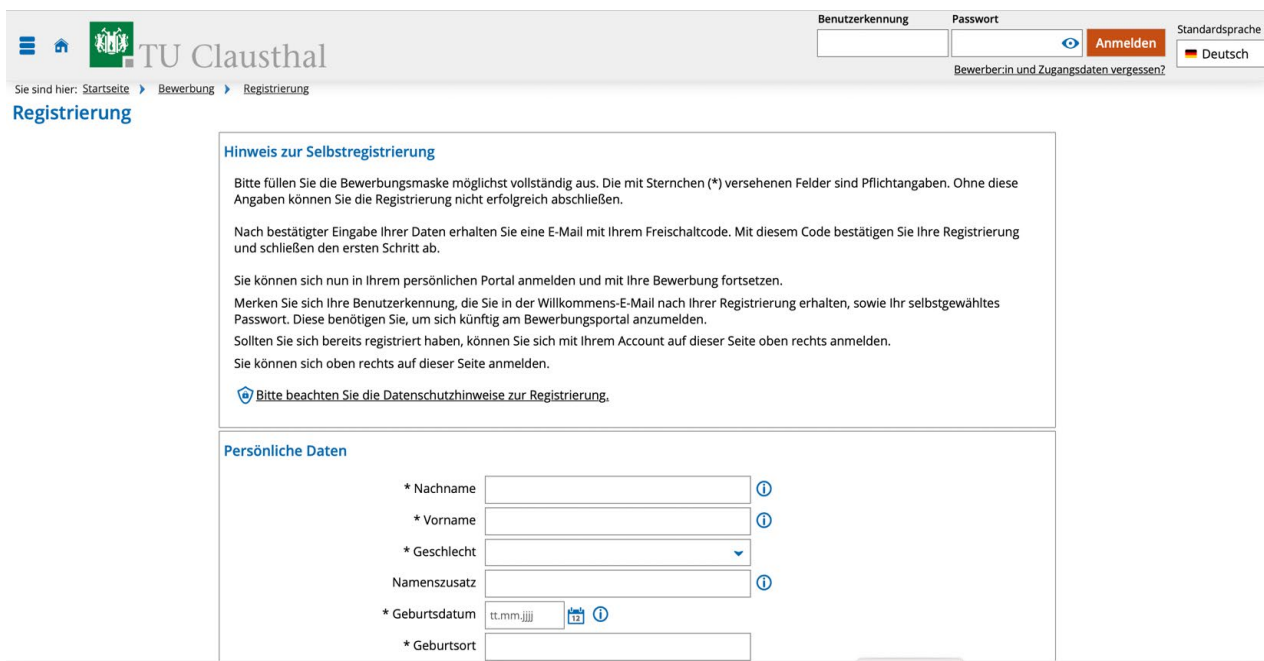 Benutzerkennung
Passwort
Standardsprache
TU Clausthal
Anmelden
Deutsch
Bewerber:in und Zugangsdaten vergessen?
Sie sind hier: Startseite Bewerbung Registrierung
Registrierung
Hinweis zur Selbstregistrierung
Bitte füllen Sie die Bewerbungsmaske möglichst vollständig aus. Die mit Sternchen (*) versehenen Felder sind Pflichtangaben. Ohne diese
Angaben können Sie die Registrierung nicht erfolgreich abschließen.
Nach bestätigter Eingabe Ihrer Daten erhalten Sie eine E-Mail mit Ihrem Freischaltcode. Mit diesem Code bestätigen Sie Ihre Registrierung
und schließen den ersten Schritt ab.
Sie können sich nun in Ihrem persönlichen Portal anmelden und mit Ihre Bewerbung fortsetzen.
Merken Sie sich Ihre Benutzerkennung, die Sie in der Willkommens-E-Mail nach Ihrer Registrierung erhalten, sowie Ihr selbstgewähltes
Passwort. Diese benötigen Sie, um sich künftig am Bewerbungsportal anzumelden.
Sollten Sie sich bereits registriert haben, können Sie sich mit Ihrem Account auf dieser Seite oben rechts anmelden.
Sie können sich oben rechts auf dieser Seite anmelden.
Bitte beachten Sie die Datenschutzhinweise zur Registrierung.
Persönliche Daten
* Nachname
* Vorname
* Geschlecht
Namenszusatz
* Geburtsdatum tt.mm.jjjj 12
* Geburtsort